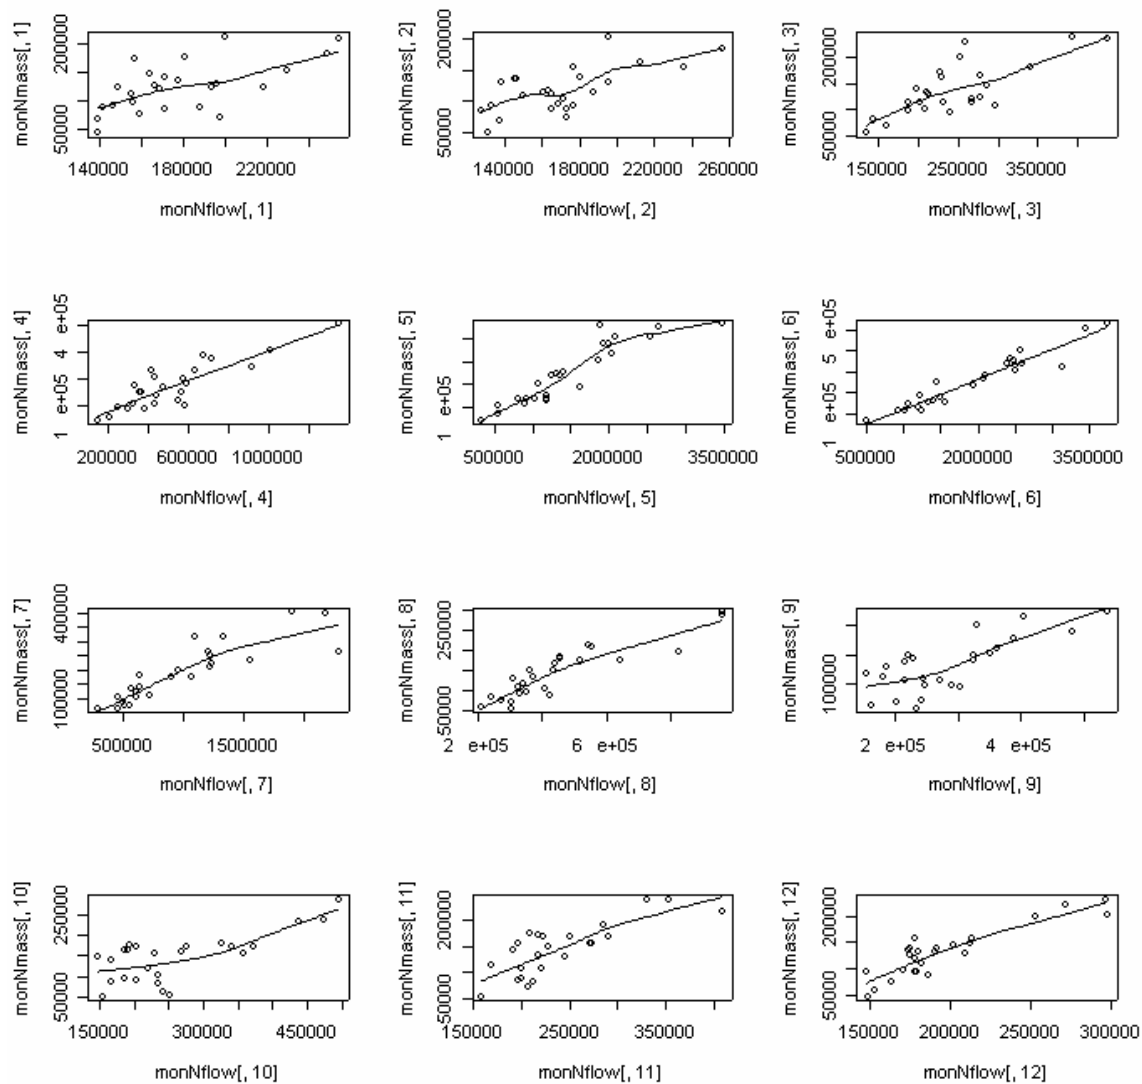 monNmass[, 1]
50000 200000
140000 180000 220000
monNflow[, 1]
monNmass[, 2]
50000 200000
140000 180000 220000 260000
monNflow[, 2]
monNmass[, 3]
50000 200000
150000 250000 350000
monNflow[, 3]
monNmass[, 4]
1 e+05 4 e+05
200000 600000 1000000
monNflow[, 4]
monNmass[, 5]
1 e+05
500000 2000000 3500000
monNflow[, 5]
monNmass[, 6]
1 e+05 5 e+05
500000 2000000 3500000
monNflow[, 6]
monNmass[, 7]
100000 400000
500000 1500000
monNflow[, 7]
monNmass[, 8]
50000 250000
2 e+05 6 e+05
monNflow[, 8]
monNmass[, 9]
100000
2 e+05 4 e+05
monNflow[, 9]
monNmass[, 10]
50000 250000
150000 300000 450000
monNflow[, 10]
monNmass[, 11]
50000 200000
150000 250000 350000
monNflow[, 11]
monNmass[, 12]
50000 200000
150000 200000 250000 300000
monNflow[, 12]